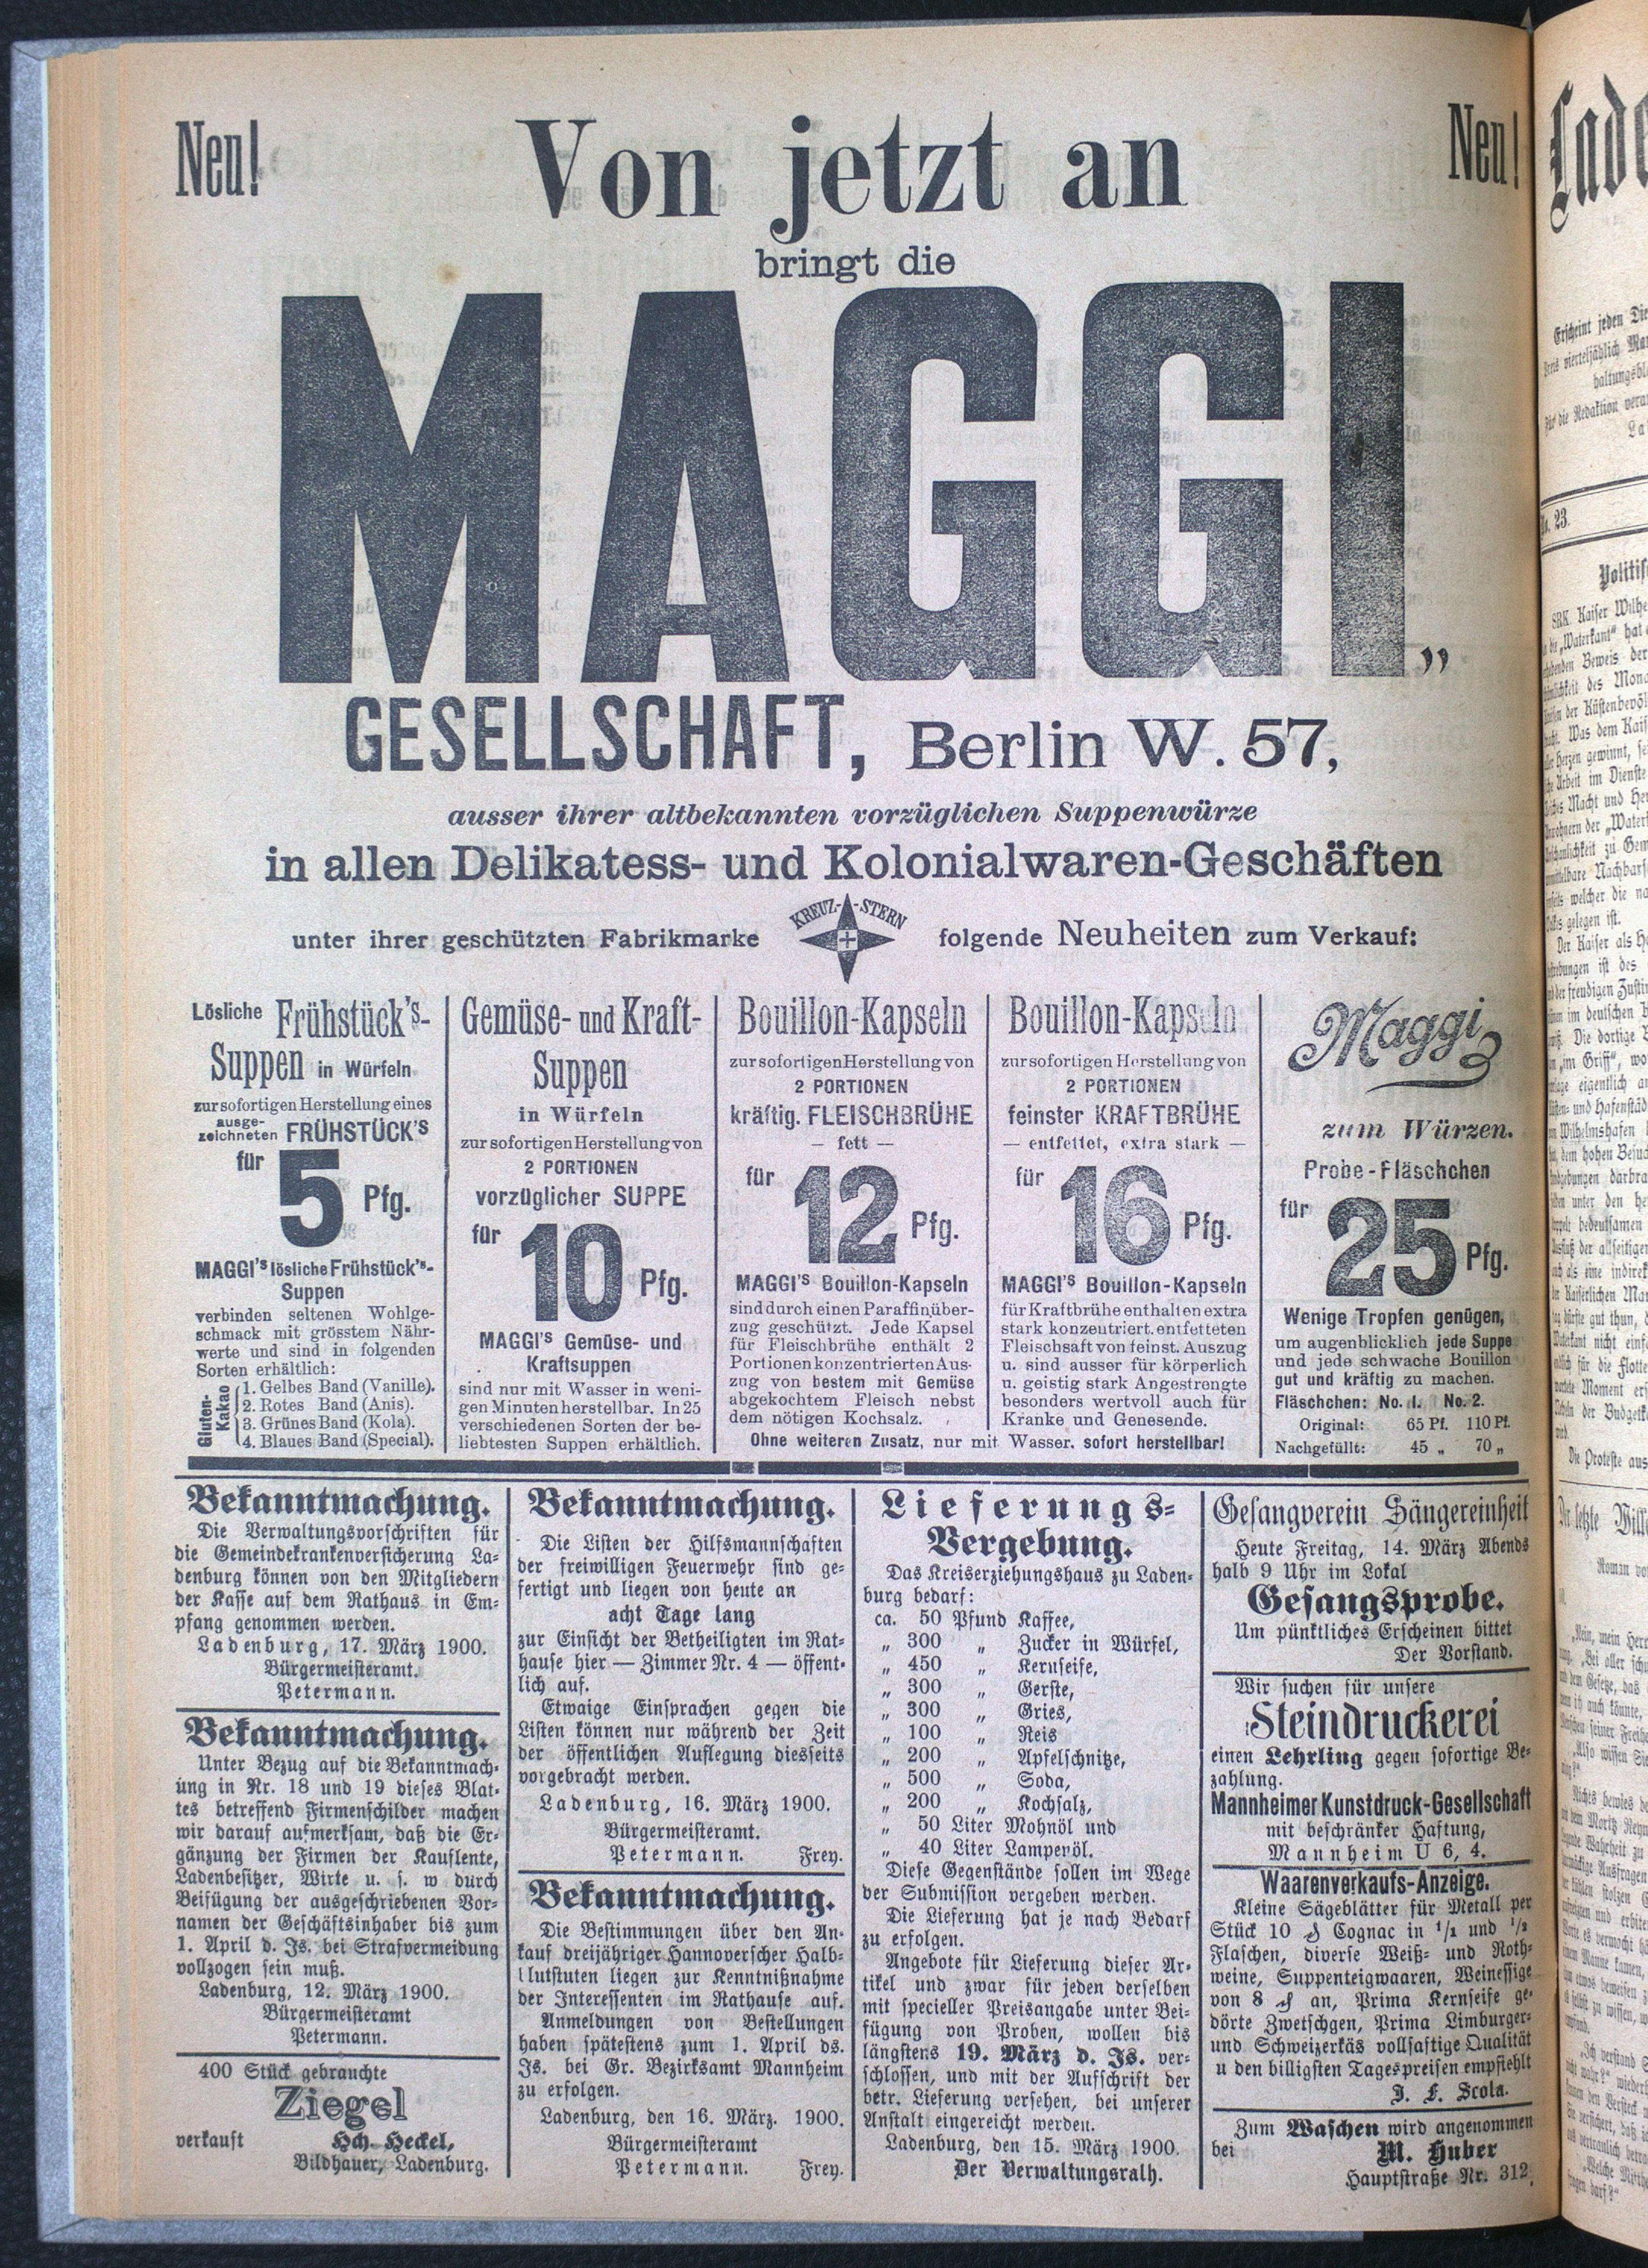 Neu!
Von jetzt an
Neu!
bringt die
MAGGI„
GESELLSCHAFT, Berlin W. 57,
ausser ihrer altbekannten vorzüglichen Suppenwürze
in allen Delikatess- und Kolonialwaren-Geschäften
unter ihrer geschützten Fabrikmarke
KREUZ-STERN
folgende Neuheiten zum Verkauf:
Lösliche Frühstück's-
Suppen in Würfeln
zur sofortigen Herstellung eines
ausge-
zeichneten FRÜHSTÜCK'S
für 5 Pfg.
MAGGI's lösliche Frühstück's-
Suppen
verbinden seltenen Wohlge-
schmack mit grösstem Nähr-
werte und sind in folgenden
Sorten erhältlich:
Gluten-
Kakao
1. Gelbes Band (Vanille).
2. Rotes Band (Anis).
3. Grünes Band (Kola).
4. Blaues Band (Special).
Gemüse- und Kraft-
Suppen
in Würfeln
zur sofortigen Herstellung von
2 PORTIONEN
vorzüglicher SUPPE
für 10 Pfg.
MAGGI's Gemüse- und
Kraftsuppen
sind nur mit Wasser in weni-
gen Minuten herstellbar. In 25
verschiedenen Sorten der be-
liebtesten Suppen erhältlich.
Bouillon-Kapseln
zur sofortigen Herstellung von
2 PORTIONEN
kräftig. FLEISCHBRÜHE
— fett —
für 12 Pfg.
MAGGI's Bouillon-Kapseln
sind durch einen Paraffinüber-
zug geschützt. Jede Kapsel
für Fleischbrühe enthält 2
Portionen konzentrierten Aus-
zug von bestem mit Gemüse
abgekochtem Fleisch nebst
dem nötigen Kochsalz.
Bouillon-Kapseln
zur sofortigen Herstellung von
2 PORTIONEN
feinster KRAFTBRÜHE
— entfettet, extra stark —
für 16 Pfg.
MAGGI's Bouillon-Kapseln
für Kraftbrühe enthalten extra
stark konzentriert. entfetteten
Fleischsaft von feinst. Auszug
u. sind ausser für körperlich
u. geistig stark Angestrengte
besonders wertvoll auch für
Kranke und Genesende.
Ohne weiteren Zusatz, nur mit Wasser. sofort herstellbar!
Maggi
zum Würzen.
Probe-Fläschchen
für 25 Pfg.
Wenige Tropfen genügen,
um augenblicklich jede Suppe
und jede schwache Bouillon
gut und kräftig zu machen.
Fläschchen: No. 1. No. 2.
Original: 65 Pf. 110 Pf.
Nachgefüllt: 45 „ 70 „
Bekanntmachung.
Die Verwaltungsvorschriften für
die Gemeindekrankenversicherung La-
denburg können von den Mitgliedern
der Kasse auf dem Rathaus in Em-
pfang genommen werden.
Ladenburg, 17. März 1900.
Bürgermeisteramt.
Petermann.
Bekanntmachung.
Unter Bezug auf die Bekanntmach-
ung in Nr. 18 und 19 dieses Blat-
tes betreffend Firmenschilder machen
wir darauf aufmerksam, daß die Er-
gänzung der Firmen der Kauflente,
Ladenbesitzer, Wirte u. s. w durch
Beifügung der ausgeschriebenen Vor-
namen der Geschäftsinhaber bis zum
1. April d. Js. bei Strafvermeidung
vollzogen sein muß.
Ladenburg, 12. März 1900.
Bürgermeisteramt
Petermann.
400 Stück gebrauchte
Ziegel
verkauft Hch. Heckel,
Bildhauer, Ladenburg.
Bekanntmachung.
Die Listen der Hilfsmannschaften
der freiwilligen Feuerwehr sind ge-
fertigt und liegen von heute an
acht Tage lang
zur Einsicht der Betheiligten im Rat-
hause hier — Zimmer Nr. 4 — öffent-
lich auf.
Etwaige Einsprachen gegen die
Listen können nur während der Zeit
der öffentlichen Auflegung diesseits
vorgebracht werden.
Ladenburg, 16. März 1900.
Bürgermeisteramt.
Petermann. Frey.
Bekanntmachung.
Die Bestimmungen über den An-
kauf dreijähriger Hannoverscher Halb-
lutstuten liegen zur Kenntnißnahme
der Interessenten im Rathause auf.
Anmeldungen von Bestellungen
haben spätestens zum 1. April ds.
Js. bei Gr. Bezirksamt Mannheim
zu erfolgen.
Ladenburg, den 16. März. 1900.
Bürgermeisteramt
Petermann. Frey.
Lieferungs-
Vergebung.
Das Kreiserziehungshaus zu Laden-
burg bedarf:
ca. 50 Pfund Kaffee,
„ 300 „ Zucker in Würfel,
„ 450 „ Kernseife,
„ 300 „ Gerste,
„ 300 „ Gries,
„ 100 „ Reis
„ 200 „ Apfelschnitze,
„ 500 „ Soda,
„ 200 „ Kochsalz,
„ 50 Liter Mohnöl und
„ 40 Liter Lampenöl.
Diese Gegenstände sollen im Wege
der Submission vergeben werden.
Die Lieferung hat je nach Bedarf
zu erfolgen.
Angebote für Lieferung dieser Ar-
tikel und zwar für jeden derselben
mit specieller Preisangabe unter Bei-
fügung von Proben, wollen bis
längstens 19. März d. Js. ver-
schlossen, und mit der Aufschrift der
betr. Lieferung versehen, bei unserer
Anstalt eingereicht werden.
Ladenburg, den 15. März 1900.
Der Verwaltungsrath.
Gesangverein Sängereinheit
Heute Freitag, 14. März Abends
halb 9 Uhr im Lokal
Gesangsprobe.
Um pünktliches Erscheinen bittet
Der Vorstand.
Wir suchen für unsere
Steindruckerei
einen Lehrling gegen sofortige Be-
zahlung.
Mannheimer Kunstdruck-Gesellschaft
mit beschränker Haftung,
Mannheim U 6, 4.
Waarenverkaufs-Anzeige.
Kleine Sägeblätter für Metall per
Stück 10 ₰ Cognac in 1/1 und 1/2
Flaschen, diverse Weiß- und Roth-
weine, Suppenteigwaaren, Weinessige
von 8 ₰ an, Prima Kernseife ge-
dörte Zwetschgen, Prima Limburger-
und Schweizerkäs vollsaftige Qualität
u den billigsten Tagespreisen empfiehlt
J. F. Scola.
Zum Waschen wird angenommen
bei M. Huber
Hauptstraße Nr. 312.
Erscheint jeden
No. 23.